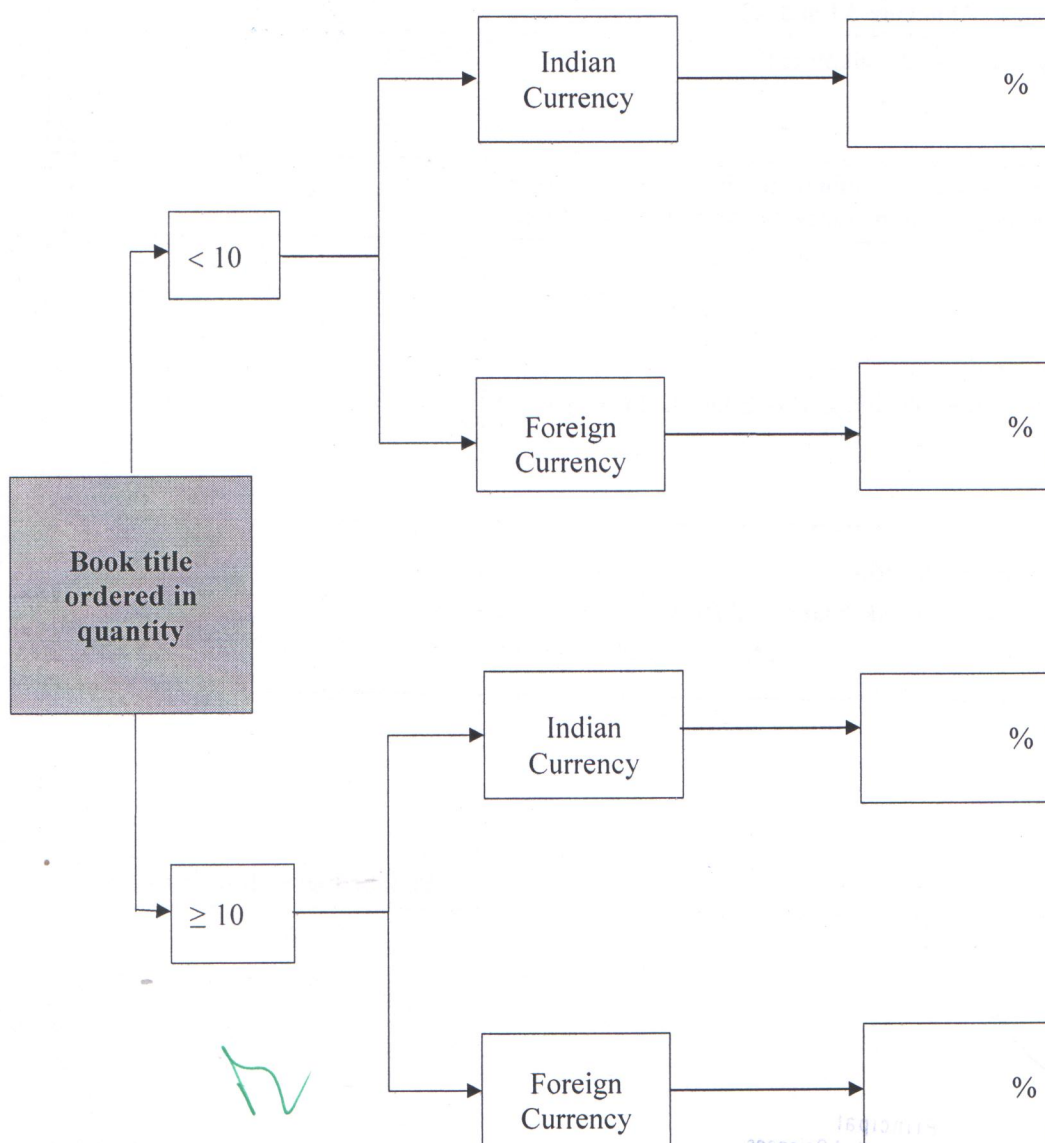 Indian
Currency
%
< 10
Foreign
Currency
%
Book title
ordered in
quantity
Indian
Currency
%
≥ 10
Foreign
Currency
%